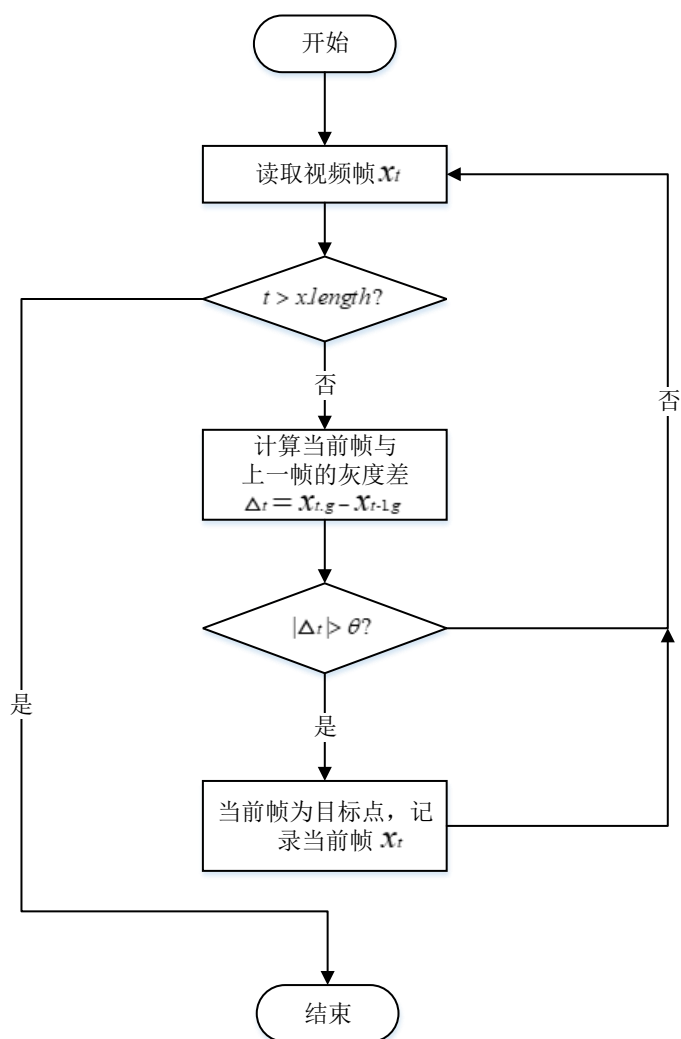 开始
读取视频帧 xt
t > x.length?
否
否
计算当前帧与
上一帧的灰度差
Δt = xt.g − xt-1.g
|Δt| > θ?
是
是
当前帧为目标点，记
录当前帧 xt
结束